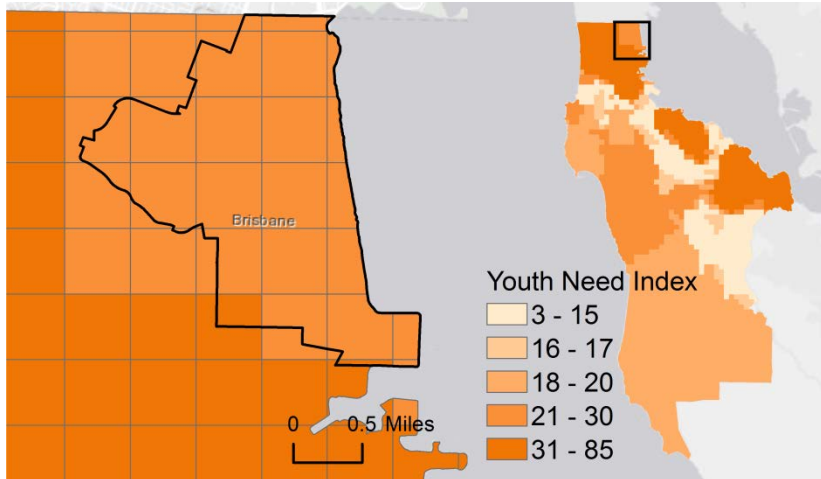 Brisbane
Youth Need Index
3 - 15
16 - 17
18 - 20
21 - 30
31 - 85
0 0.5 Miles